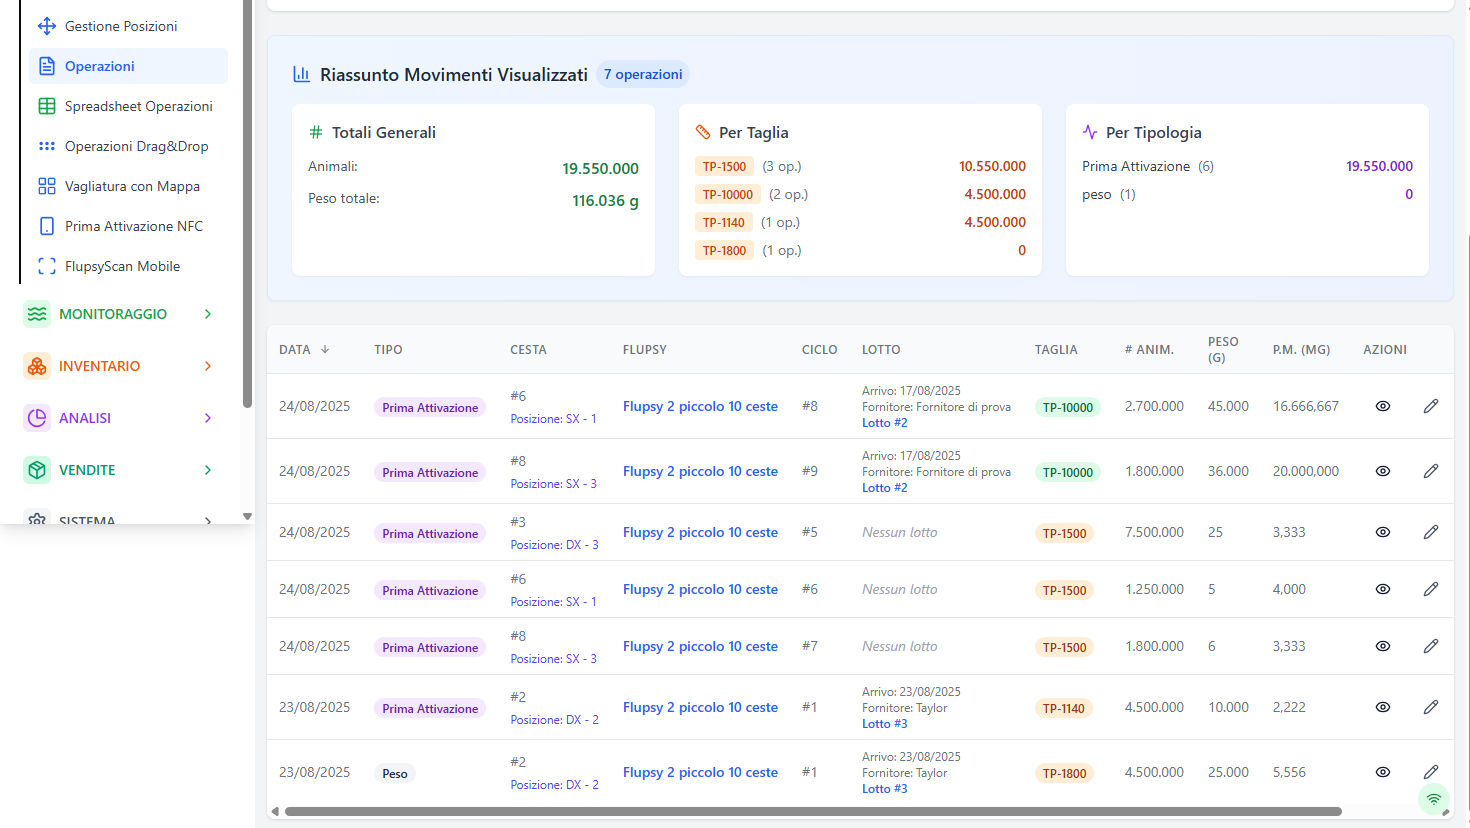 Gestione Posizioni
Operazioni
Spreadsheet Operazioni
Operazioni Drag&Drop
Vagliatura con Mappa
Prima Attivazione NFC
FlupsyScan Mobile
MONITORAGGIO
INVENTARIO
ANALISI
VENDITE
SISTEMA
Riassunto Movimenti Visualizzati 7 operazioni
# Totali Generali
Animali: 19.550.000
Peso totale: 116.036 g
Per Taglia
TP-1500 (3 op.) 10.550.000
TP-10000 (2 op.) 4.500.000
TP-1140 (1 op.) 4.500.000
TP-1800 (1 op.) 0
Per Tipologia
Prima Attivazione (6) 19.550.000
peso (1) 0
DATA ↓ TIPO CESTA FLUPSY CICLO LOTTO TAGLIA # ANIM. PESO (G) P.M. (MG) AZIONI
24/08/2025 Prima Attivazione #6 Flupsy 2 piccolo 10 ceste #8 Arrivo: 17/08/2025 TP-10000 2.700.000 45.000 16.666,667
Posizione: SX - 1 Fornitore: Fornitore di prova
Lotto #2
24/08/2025 Prima Attivazione #8 Flupsy 2 piccolo 10 ceste #9 Arrivo: 17/08/2025 TP-10000 1.800.000 36.000 20.000,000
Posizione: SX - 3 Fornitore: Fornitore di prova
Lotto #2
24/08/2025 Prima Attivazione #3 Flupsy 2 piccolo 10 ceste #5 Nessun lotto TP-1500 7.500.000 25 3,333
Posizione: DX - 3
24/08/2025 Prima Attivazione #6 Flupsy 2 piccolo 10 ceste #6 Nessun lotto TP-1500 1.250.000 5 4,000
Posizione: SX - 1
24/08/2025 Prima Attivazione #8 Flupsy 2 piccolo 10 ceste #7 Nessun lotto TP-1500 1.800.000 6 3,333
Posizione: SX - 3
23/08/2025 Prima Attivazione #2 Flupsy 2 piccolo 10 ceste #1 Arrivo: 23/08/2025 TP-1140 4.500.000 10.000 2,222
Posizione: DX - 2 Fornitore: Taylor
Lotto #3
23/08/2025 Peso #2 Flupsy 2 piccolo 10 ceste #1 Arrivo: 23/08/2025 TP-1800 4.500.000 25.000 5,556
Posizione: DX - 2 Fornitore: Taylor
Lotto #3